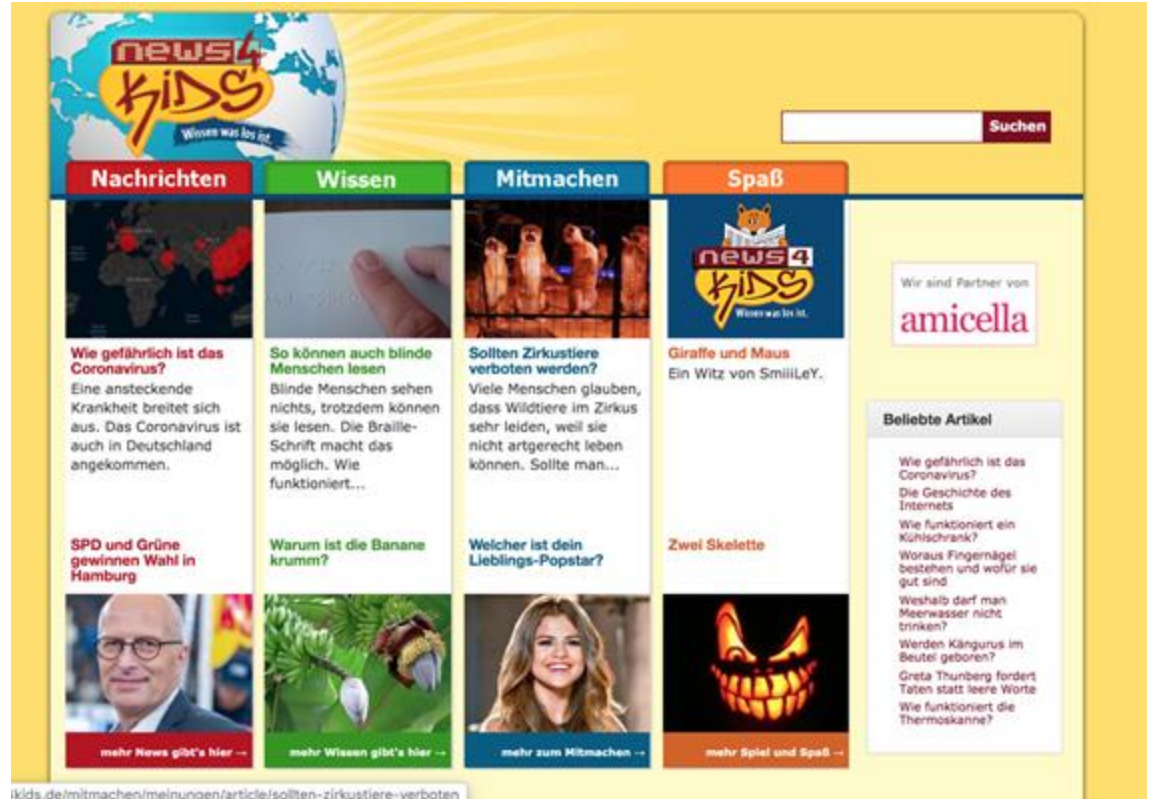 news4
KiDS
Wissen was los ist.
Suchen
Nachrichten
Wissen
Mitmachen
Spaß
Wie gefährlich ist das
Coronavirus?
Eine ansteckende
Krankheit breitet sich
aus. Das Coronavirus ist
auch in Deutschland
angekommen.
SPD und Grüne
gewinnen Wahl in
Hamburg
mehr News gibt's hier →
So können auch blinde
Menschen lesen
Blinde Menschen sehen
nichts, trotzdem können
sie lesen. Die Braille-
Schrift macht das
möglich. Wie
funktioniert...
Warum ist die Banane
krumm?
mehr Wissen gibt's hier →
Sollten Zirkustiere
verboten werden?
Viele Menschen glauben,
dass Wildtiere im Zirkus
sehr leiden, weil sie
nicht artgerecht leben
können. Sollte man...
Welcher ist dein
Lieblings-Popstar?
mehr zum Mitmachen →
news 4
KiDS
Wissen was los ist.
Giraffe und Maus
Ein Witz von SmiiiLeY.
Zwei Skelette
mehr Spiel und Spaß →
Wir sind Partner von
amicella
Beliebte Artikel
Wie gefährlich ist das
Coronavirus?
Die Geschichte des
Internets
Wie funktioniert ein
Kühlschrank?
Woraus Fingernägel
bestehen und wofür sie
gut sind
Weshalb darf man
Meerwasser nicht
trinken?
Werden Kängurus im
Beutel geboren?
Greta Thunberg fordert
Taten statt leere Worte
Wie funktioniert die
Thermoskanne?
kids.de/mitmachen/meinungen/article/sollten-zirkustiere-verboten